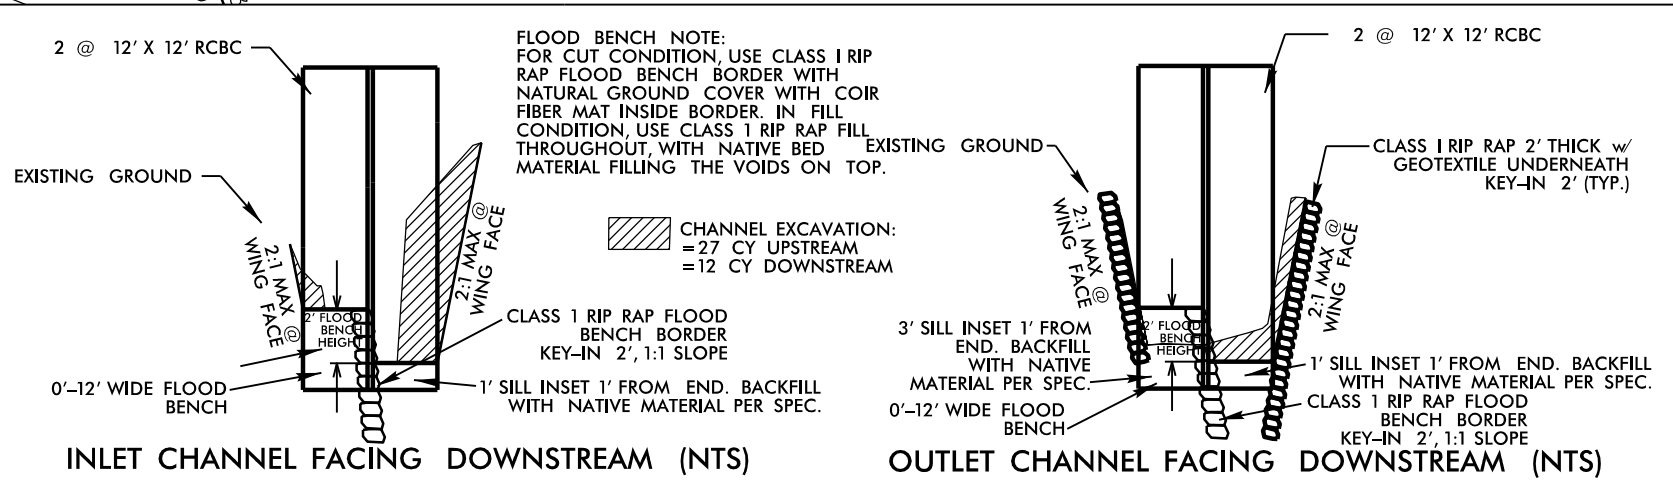 2 @ 12' X 12' RCBC
EXISTING GROUND
2:1 MAX @
WING FACE
2' FLOOD
BENCH
HEIGHT
0'–12' WIDE FLOOD
BENCH
2:1 MAX @
WING FACE
CLASS 1 RIP RAP FLOOD
BENCH BORDER
KEY–IN 2', 1:1 SLOPE
1' SILL INSET 1' FROM END. BACKFILL
WITH NATIVE MATERIAL PER SPEC.
INLET CHANNEL FACING DOWNSTREAM (NTS)
FLOOD BENCH NOTE:
FOR CUT CONDITION, USE CLASS I RIP
RAP FLOOD BENCH BORDER WITH
NATURAL GROUND COVER WITH COIR
FIBER MAT INSIDE BORDER. IN FILL
CONDITION, USE CLASS 1 RIP RAP FILL
THROUGHOUT, WITH NATIVE BED
MATERIAL FILLING THE VOIDS ON TOP.
CHANNEL EXCAVATION:
=27 CY UPSTREAM
=12 CY DOWNSTREAM
2 @ 12' X 12' RCBC
EXISTING GROUND
2:1 MAX @
WING FACE
CLASS I RIP RAP 2' THICK w/
GEOTEXTILE UNDERNEATH
KEY–IN 2' (TYP.)
2:1 MAX @
WING FACE
3' SILL INSET 1' FROM
END. BACKFILL
WITH NATIVE
MATERIAL PER SPEC.
2' FLOOD
BENCH
HEIGHT
0'–12' WIDE FLOOD
BENCH
1' SILL INSET 1' FROM END. BACKFILL
WITH NATIVE MATERIAL PER SPEC.
CLASS 1 RIP RAP FLOOD
BENCH BORDER
KEY–IN 2', 1:1 SLOPE
OUTLET CHANNEL FACING DOWNSTREAM (NTS)